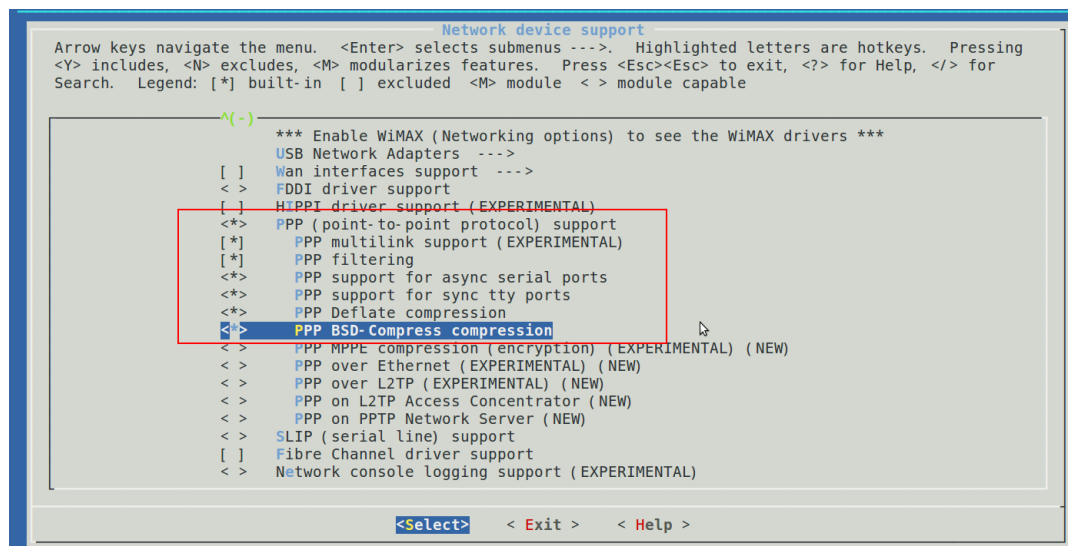 Network device support
Arrow keys navigate the menu.  <Enter> selects submenus --->.  Highlighted letters are hotkeys.  Pressing
<Y> includes, <N> excludes, <M> modularizes features.  Press <Esc><Esc> to exit, <?> for Help, </> for
Search.  Legend: [*] built-in  [ ] excluded  <M> module  < > module capable
^(-)
*** Enable WiMAX (Networking options) to see the WiMAX drivers ***
USB Network Adapters  --->
[ ]   Wan interfaces support  --->
< >   FDDI driver support
[ ]   HIPPI driver support (EXPERIMENTAL)
<*>   PPP (point-to-point protocol) support
[*]     PPP multilink support (EXPERIMENTAL)
[*]     PPP filtering
<*>     PPP support for async serial ports
<*>     PPP support for sync tty ports
<*>     PPP Deflate compression
<*>     PPP BSD-Compress compression
< >     PPP MPPE compression (encryption) (EXPERIMENTAL) (NEW)
< >     PPP over Ethernet (EXPERIMENTAL) (NEW)
< >     PPP over L2TP (EXPERIMENTAL) (NEW)
< >     PPP on L2TP Access Concentrator (NEW)
< >     PPP on PPTP Network Server (NEW)
< >   SLIP (serial line) support
[ ]   Fibre Channel driver support
< >   Network console logging support (EXPERIMENTAL)
<Select>    < Exit >    < Help >